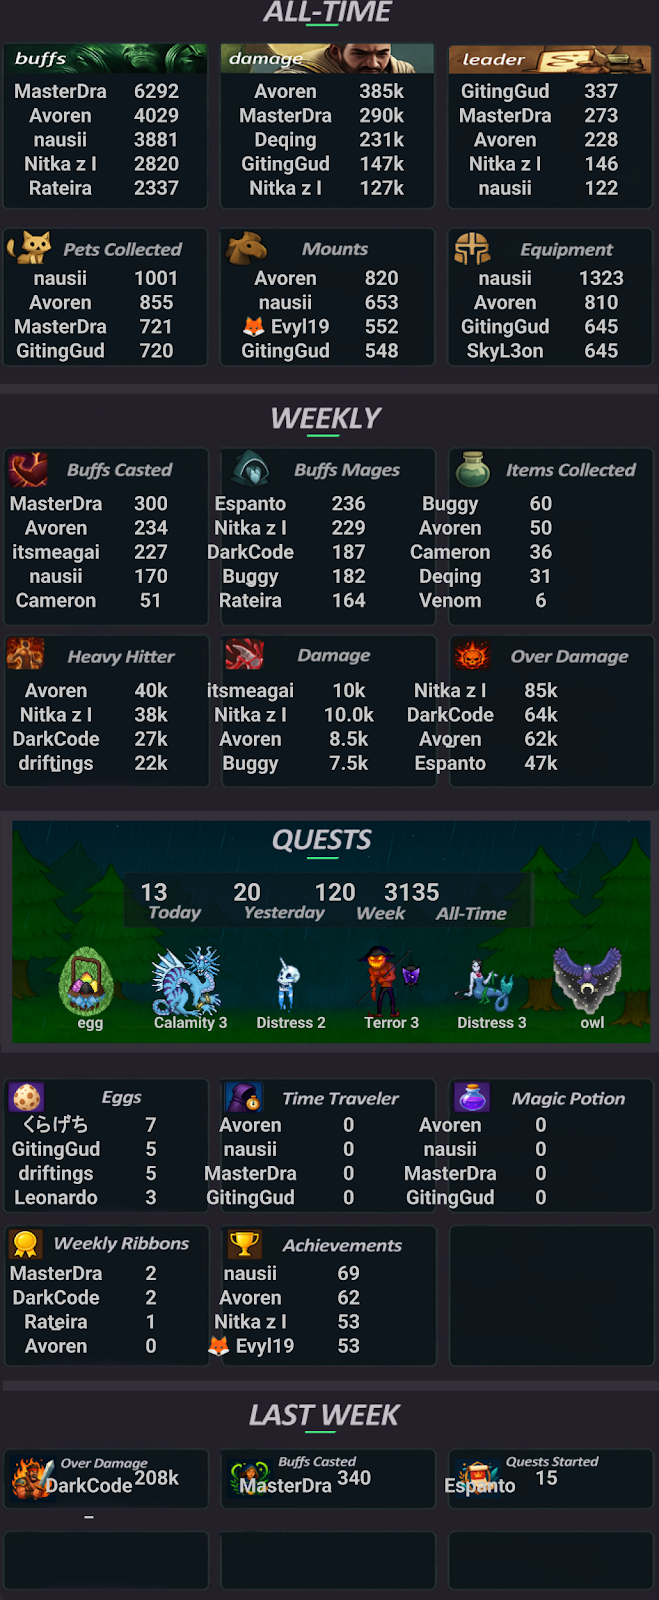 ALL-TIME
buffs damage leader
MasterDra 6292 Avoren 385k GitingGud 337
Avoren 4029 MasterDra 290k MasterDra 273
nausii 3881 Deqing 231k Avoren 228
Nitka z I 2820 GitingGud 147k Nitka z I 146
Rateira 2337 Nitka z I 127k nausii 122
Pets Collected Mounts Equipment
nausii 1001 Avoren 820 nausii 1323
Avoren 855 nausii 653 Avoren 810
MasterDra 721 🦊 Evyl19 552 GitingGud 645
GitingGud 720 GitingGud 548 SkyL3on 645
WEEKLY
Buffs Casted Buffs Mages Items Collected
MasterDra 300 Espanto 236 Buggy 60
Avoren 234 Nitka z I 229 Avoren 50
itsmeagai 227 DarkCode 187 Cameron 36
nausii 170 Buggy 182 Deqing 31
Cameron 51 Rateira 164 Venom 6
Heavy Hitter Damage Over Damage
Avoren 40k itsmeagai 10k Nitka z I 85k
Nitka z I 38k Nitka z I 10.0k DarkCode 64k
DarkCode 27k Avoren 8.5k Avoren 62k
driftings 22k Buggy 7.5k Espanto 47k
QUESTS
13 20 120 3135
Today Yesterday Week All-Time
egg Calamity 3 Distress 2 Terror 3 Distress 3 owl
Eggs Time Traveler Magic Potion
くらげち 7 Avoren 0 Avoren 0
GitingGud 5 nausii 0 nausii 0
driftings 5 MasterDra 0 MasterDra 0
Leonardo 3 GitingGud 0 GitingGud 0
Weekly Ribbons Achievements
MasterDra 2 nausii 69
DarkCode 2 Avoren 62
Rateira 1 Nitka z I 53
Avoren 0 🦊 Evyl19 53
LAST WEEK
Over Damage Buffs Casted Quests Started
DarkCode 208k MasterDra 340 Espanto 15